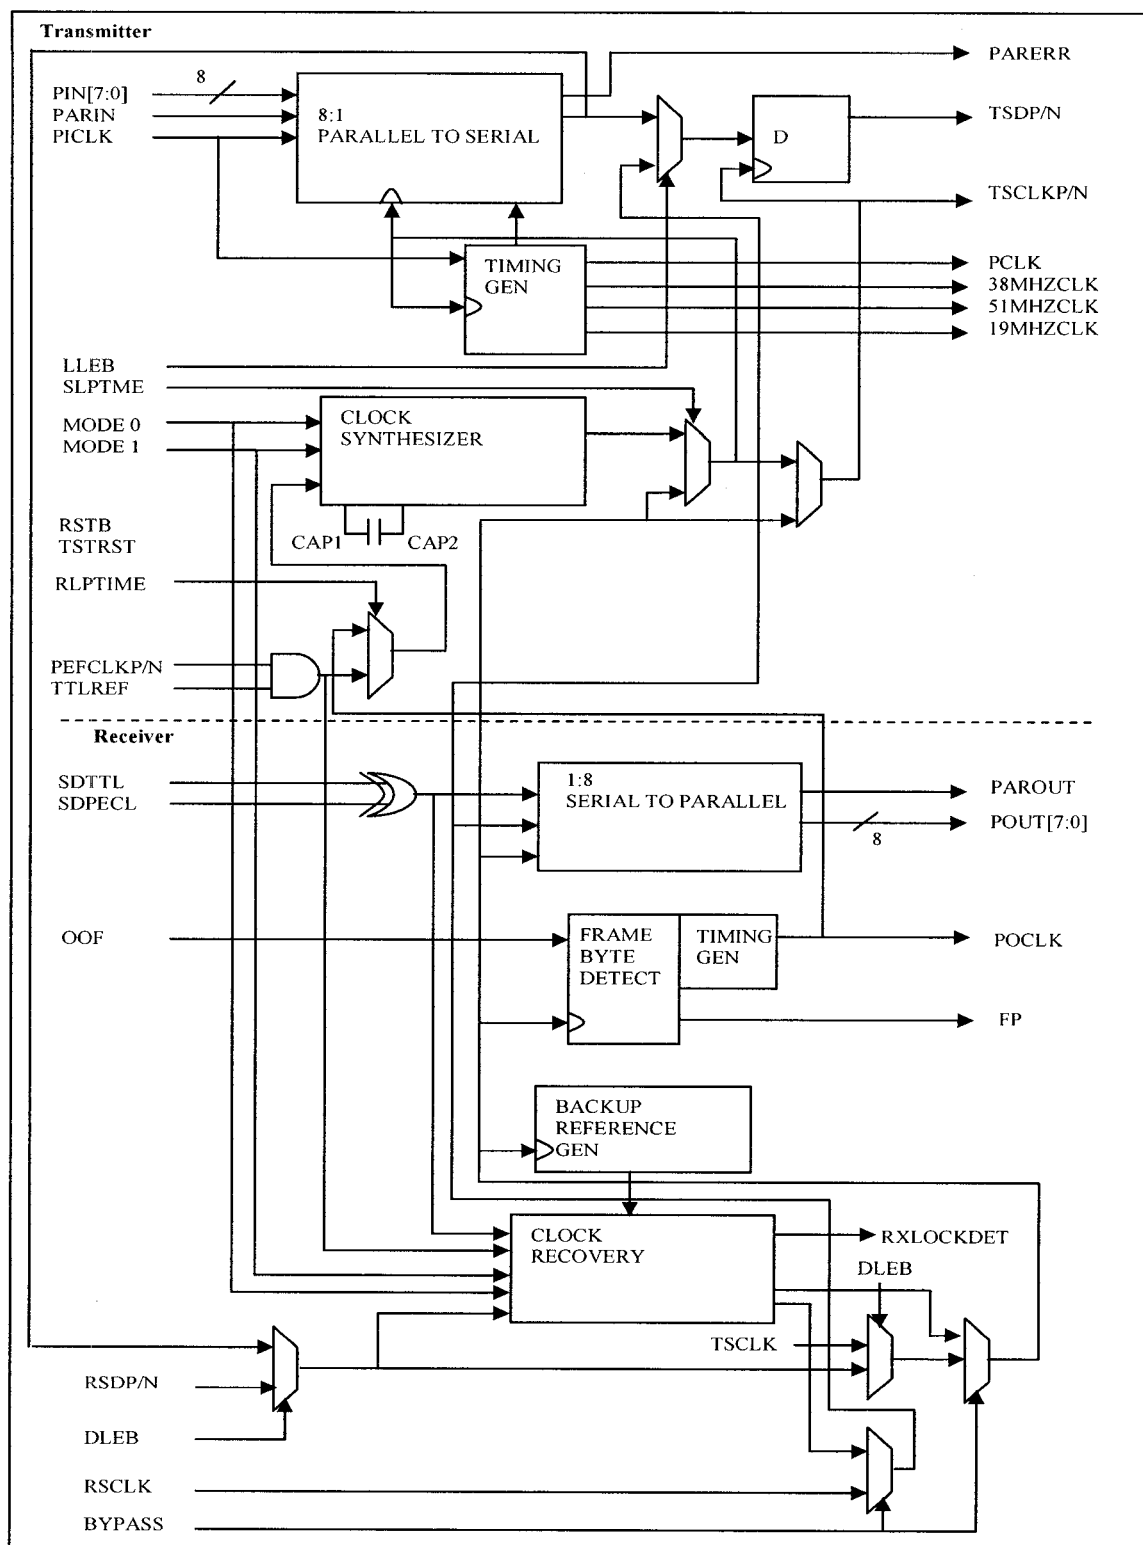 Transmitter
PARERR
8
PIN[7:0]
PARIN
PICLK
8:1
PARALLEL TO SERIAL
D
TSDP/N
TSCLKP/N
TIMING
GEN
PCLK
38MHZCLK
51MHZCLK
19MHZCLK
LLEB
SLPTME
MODE 0
MODE 1
CLOCK
SYNTHESIZER
RSTB
TSTRST
CAP1
CAP2
RLPTIME
PEFCLKP/N
TTLREF
Receiver
SDTTL
SDPECL
1:8
SERIAL TO PARALLEL
PAROUT
POUT[7:0]
8
OOF
FRAME
BYTE
DETECT
TIMING
GEN
POCLK
FP
BACKUP
REFERENCE
GEN
CLOCK
RECOVERY
RXLOCKDET
DLEB
TSCLK
RSDP/N
DLEB
RSCLK
BYPASS